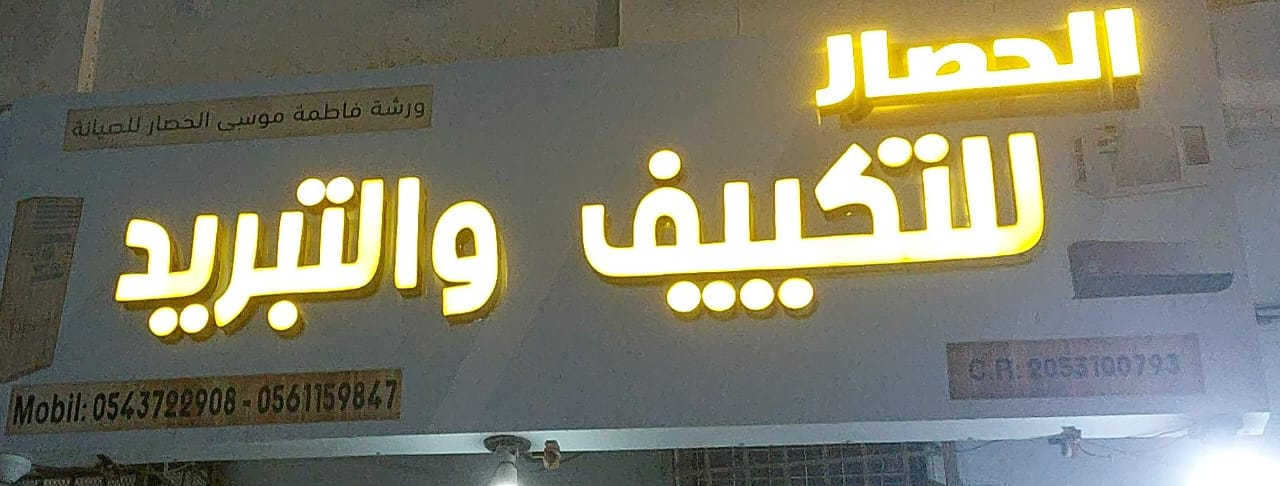 الحصار
ورشة فاطمة موسى الحصار للصيانة
للتكييف والتبريد
C.R: 2053100793
Mobil: 0543722908 - 0561159847